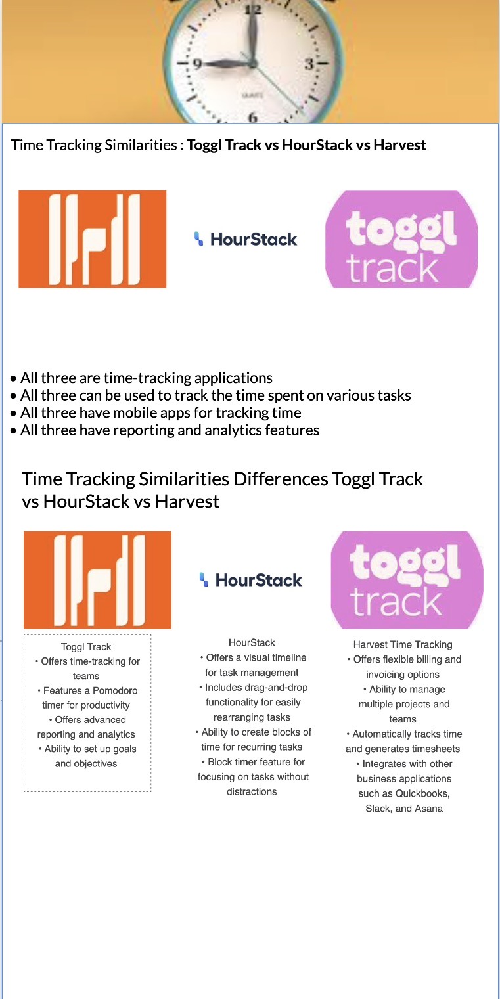 12
9
3
QUARTZ
6
Time Tracking Similarities : Toggl Track vs HourStack vs Harvest
HourStack
toggl
track
• All three are time-tracking applications
• All three can be used to track the time spent on various tasks
• All three have mobile apps for tracking time
• All three have reporting and analytics features
Time Tracking Similarities Differences Toggl Track
vs HourStack vs Harvest
HourStack
toggl
track
Toggl Track
• Offers time-tracking for
teams
• Features a Pomodoro
timer for productivity
• Offers advanced
reporting and analytics
• Ability to set up goals
and objectives
HourStack
• Offers a visual timeline
for task management
• Includes drag-and-drop
functionality for easily
rearranging tasks
• Ability to create blocks of
time for recurring tasks
• Block timer feature for
focusing on tasks without
distractions
Harvest Time Tracking
• Offers flexible billing and
invoicing options
• Ability to manage
multiple projects and
teams
• Automatically tracks time
and generates timesheets
• Integrates with other
business applications
such as Quickbooks,
Slack, and Asana